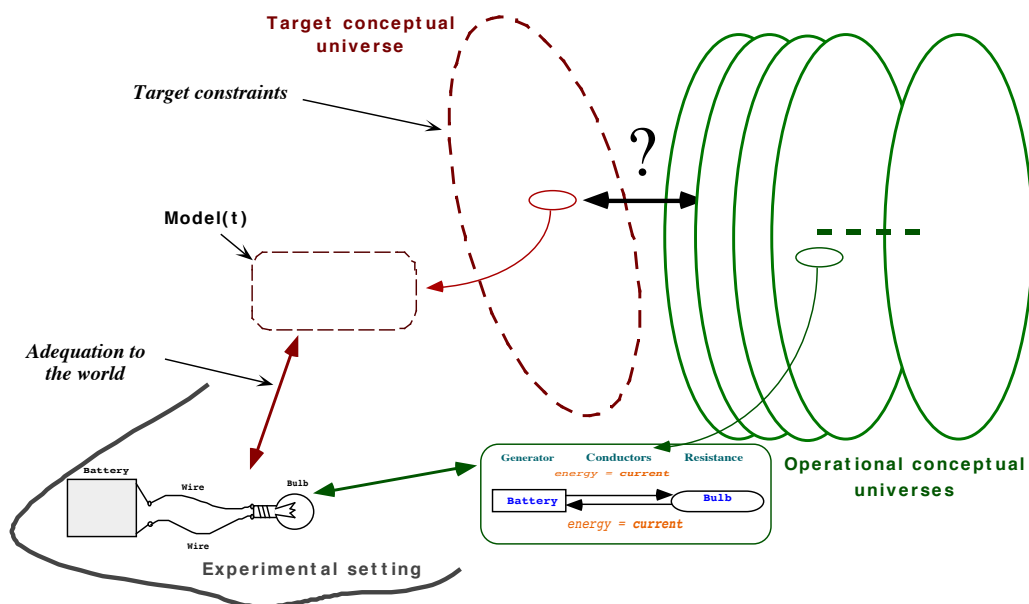 Target conceptual
universe
Target constraints
?
Model(t)
Adequation to
the world
Battery
Wire
Bulb
Wire
Experimental setting
Generator Conductors Resistance
energy = current
Battery
Bulb
energy = current
Operational conceptual
universes